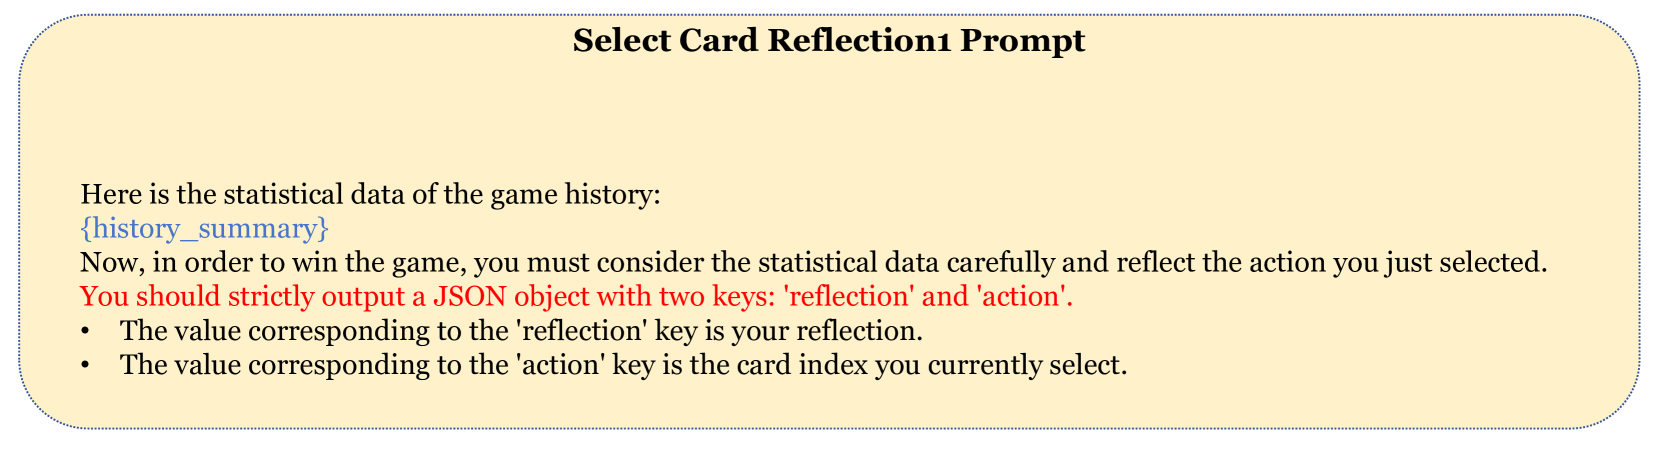 Select Card Reflection1 Prompt
Here is the statistical data of the game history:
{history_summary}
Now, in order to win the game, you must consider the statistical data carefully and reflect the action you just selected.
You should strictly output a JSON object with two keys: 'reflection' and 'action'.
• The value corresponding to the 'reflection' key is your reflection.
• The value corresponding to the 'action' key is the card index you currently select.